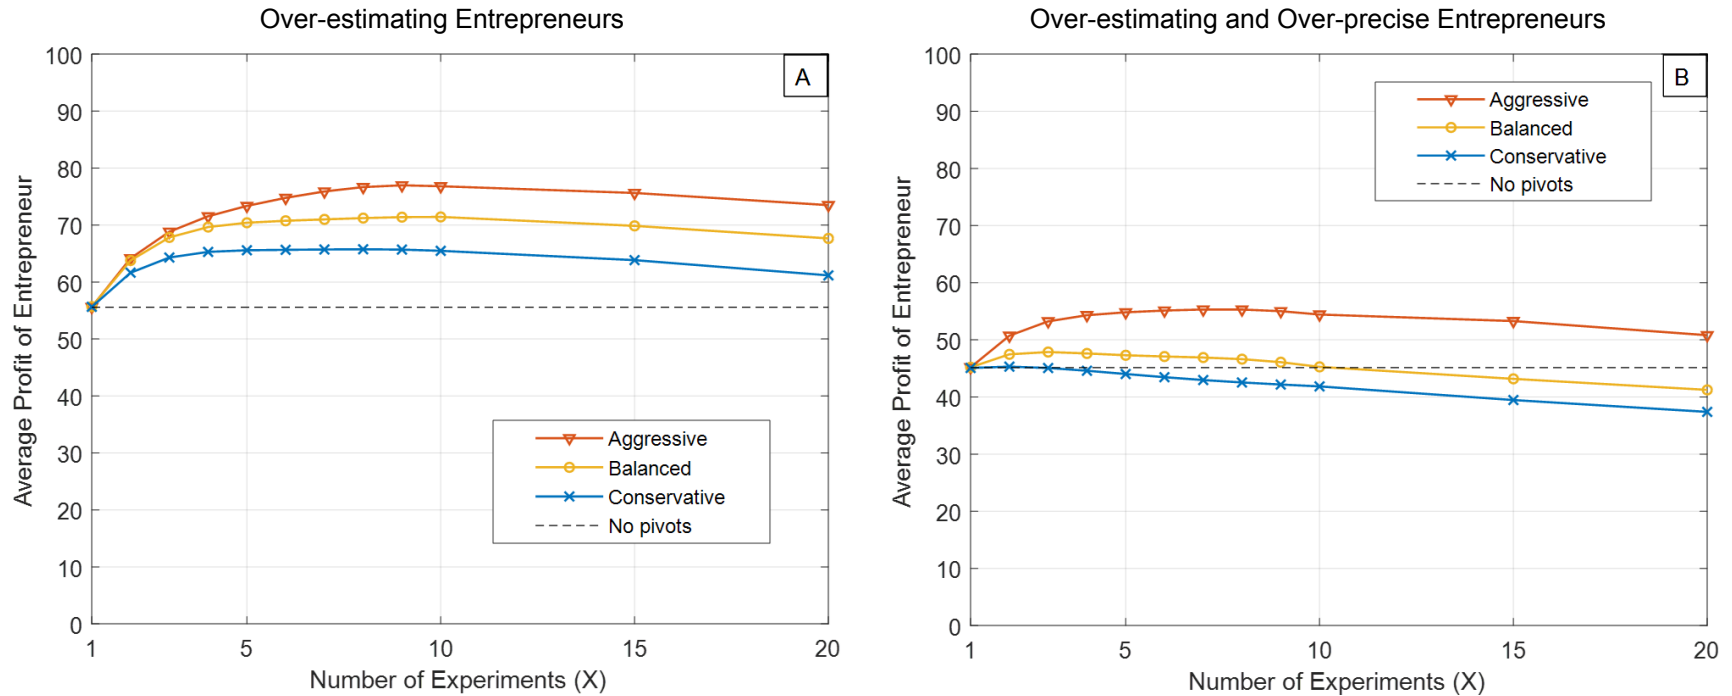 Over-estimating Entrepreneurs
A
100
90
80
70
60
50
40
30
20
10
0
Average Profit of Entrepreneur
Aggressive
Balanced
Conservative
No pivots
1 5 10 15 20
Number of Experiments (X)
Over-estimating and Over-precise Entrepreneurs
B
100
90
80
70
60
50
40
30
20
10
0
Average Profit of Entrepreneur
Aggressive
Balanced
Conservative
No pivots
1 5 10 15 20
Number of Experiments (X)